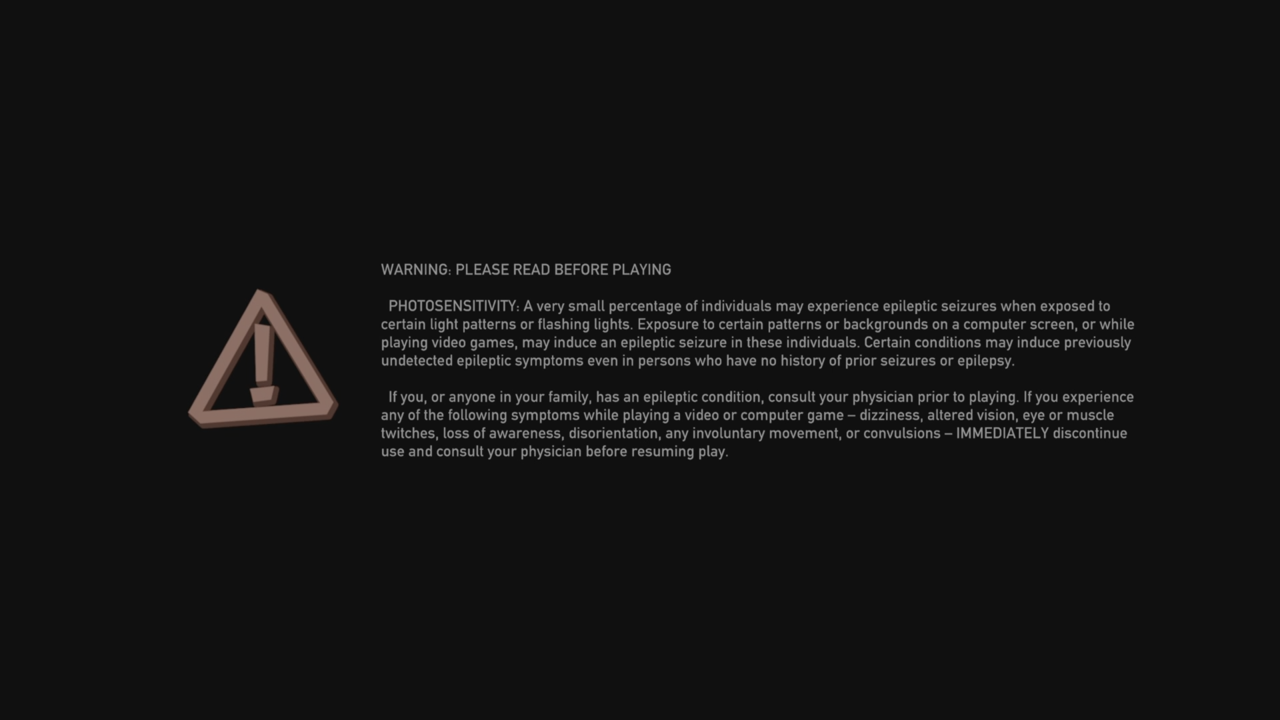 WARNING: PLEASE READ BEFORE PLAYING
PHOTOSENSITIVITY: A very small percentage of individuals may experience epileptic seizures when exposed to
certain light patterns or flashing lights. Exposure to certain patterns or backgrounds on a computer screen, or while
playing video games, may induce an epileptic seizure in these individuals. Certain conditions may induce previously
undetected epileptic symptoms even in persons who have no history of prior seizures or epilepsy.
If you, or anyone in your family, has an epileptic condition, consult your physician prior to playing. If you experience
any of the following symptoms while playing a video or computer game – dizziness, altered vision, eye or muscle
twitches, loss of awareness, disorientation, any involuntary movement, or convulsions – IMMEDIATELY discontinue
use and consult your physician before resuming play.